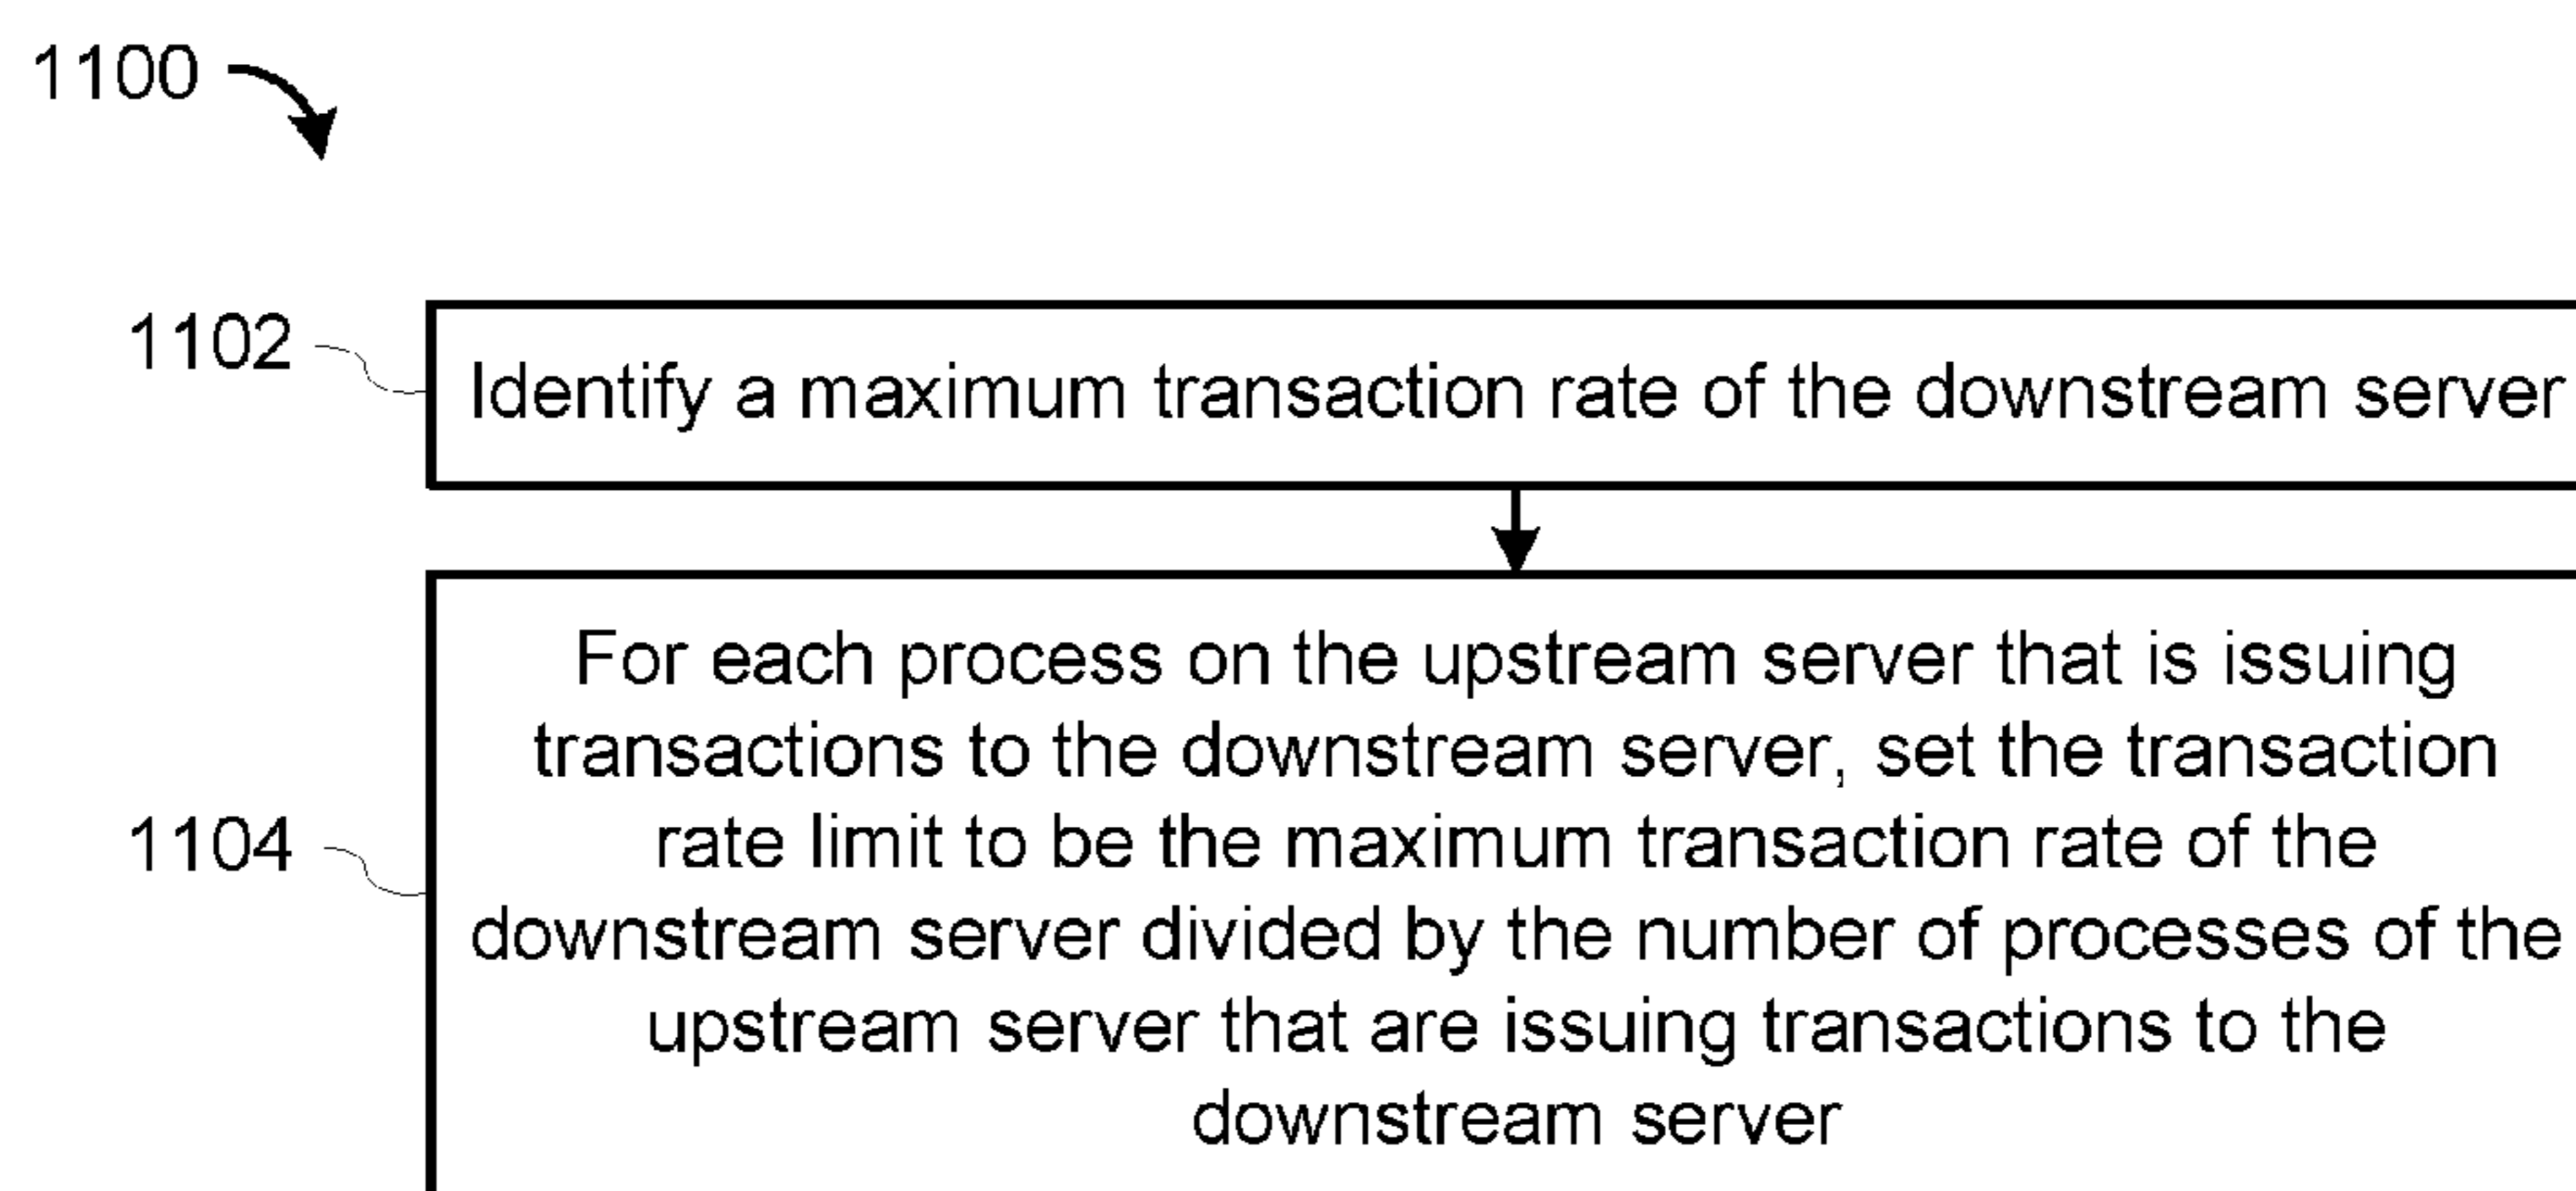 1100
1102
Identify a maximum transaction rate of the downstream server
1104
For each process on the upstream server that is issuing
transactions to the downstream server, set the transaction
rate limit to be the maximum transaction rate of the
downstream server divided by the number of processes of the
upstream server that are issuing transactions to the
downstream server